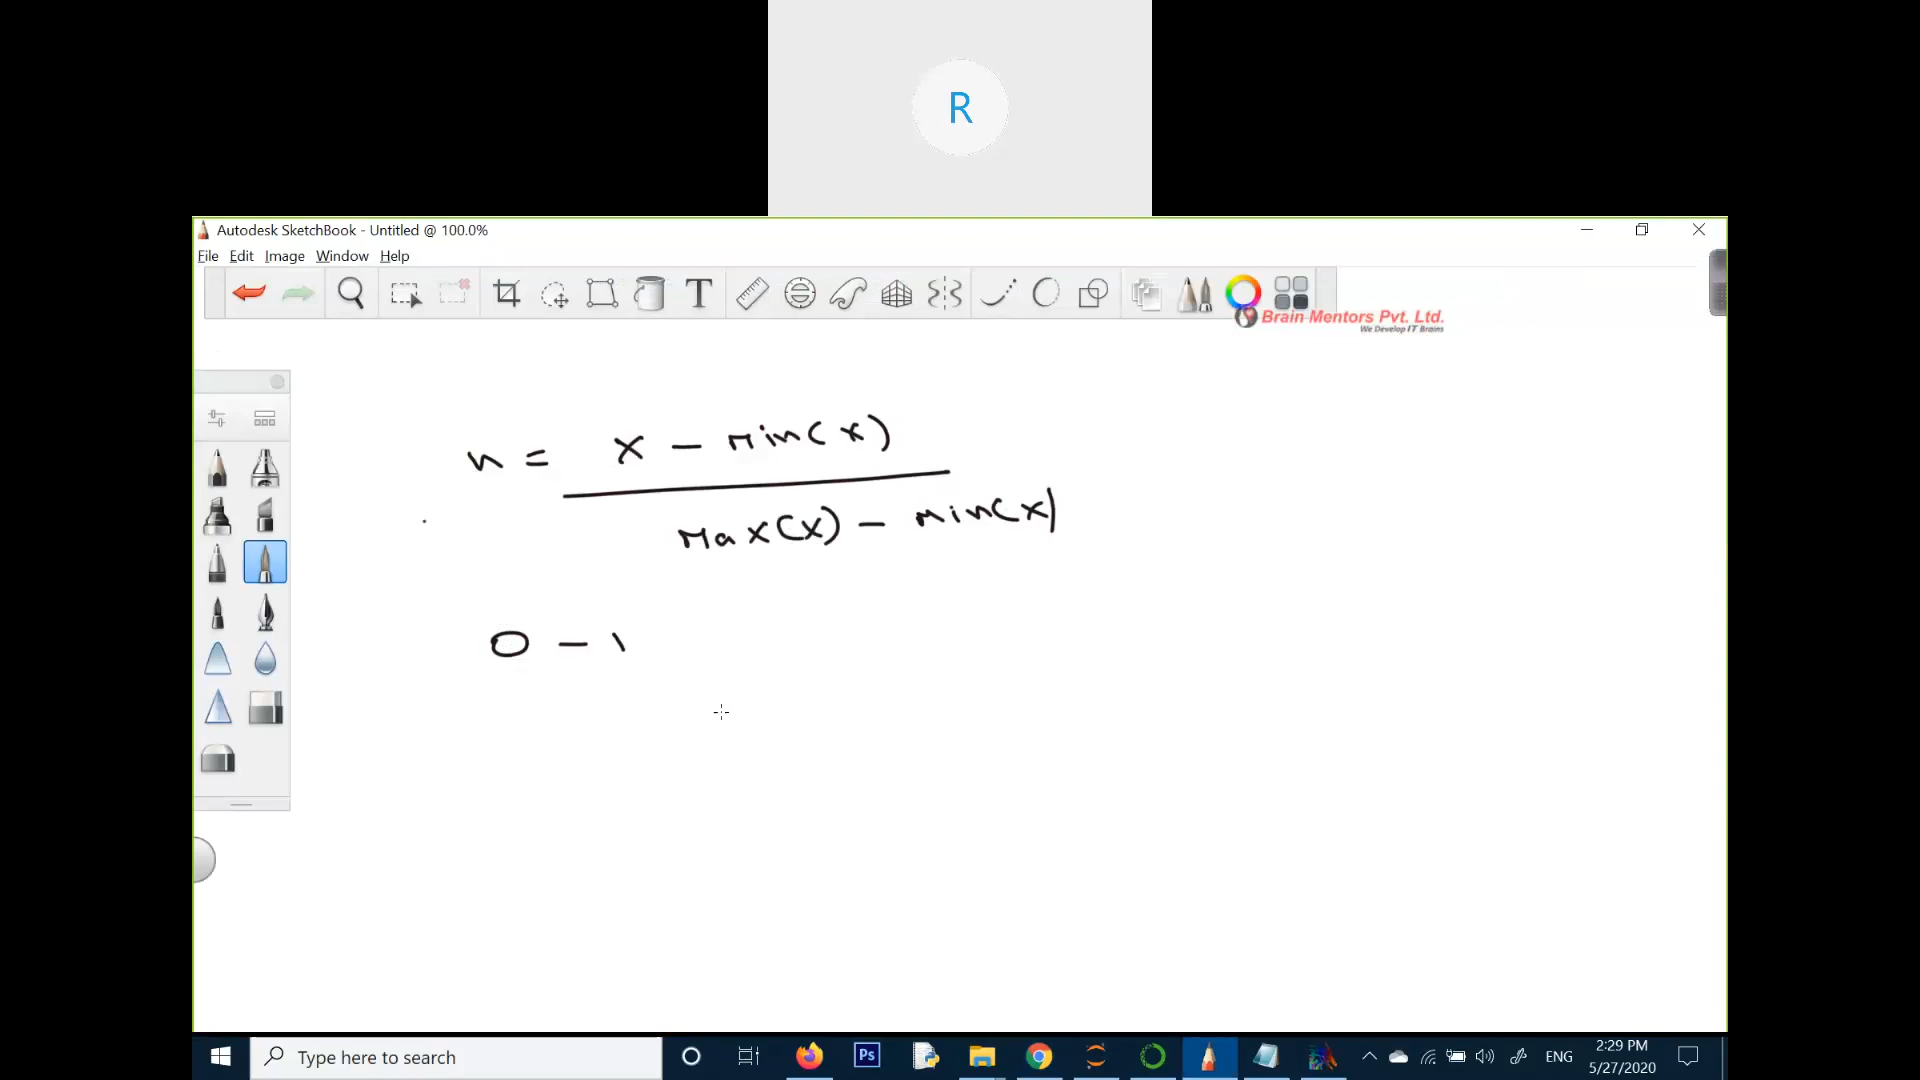 R
Autodesk SketchBook - Untitled @ 100.0%
File Edit Image Window Help
T
Brain Mentors Pvt. Ltd.
We Develop IT Brains
n = x - Min(x)
Max(x) - Min(x)
0 - 1
Type here to search
Ps
ENG
2:29 PM
5/27/2020